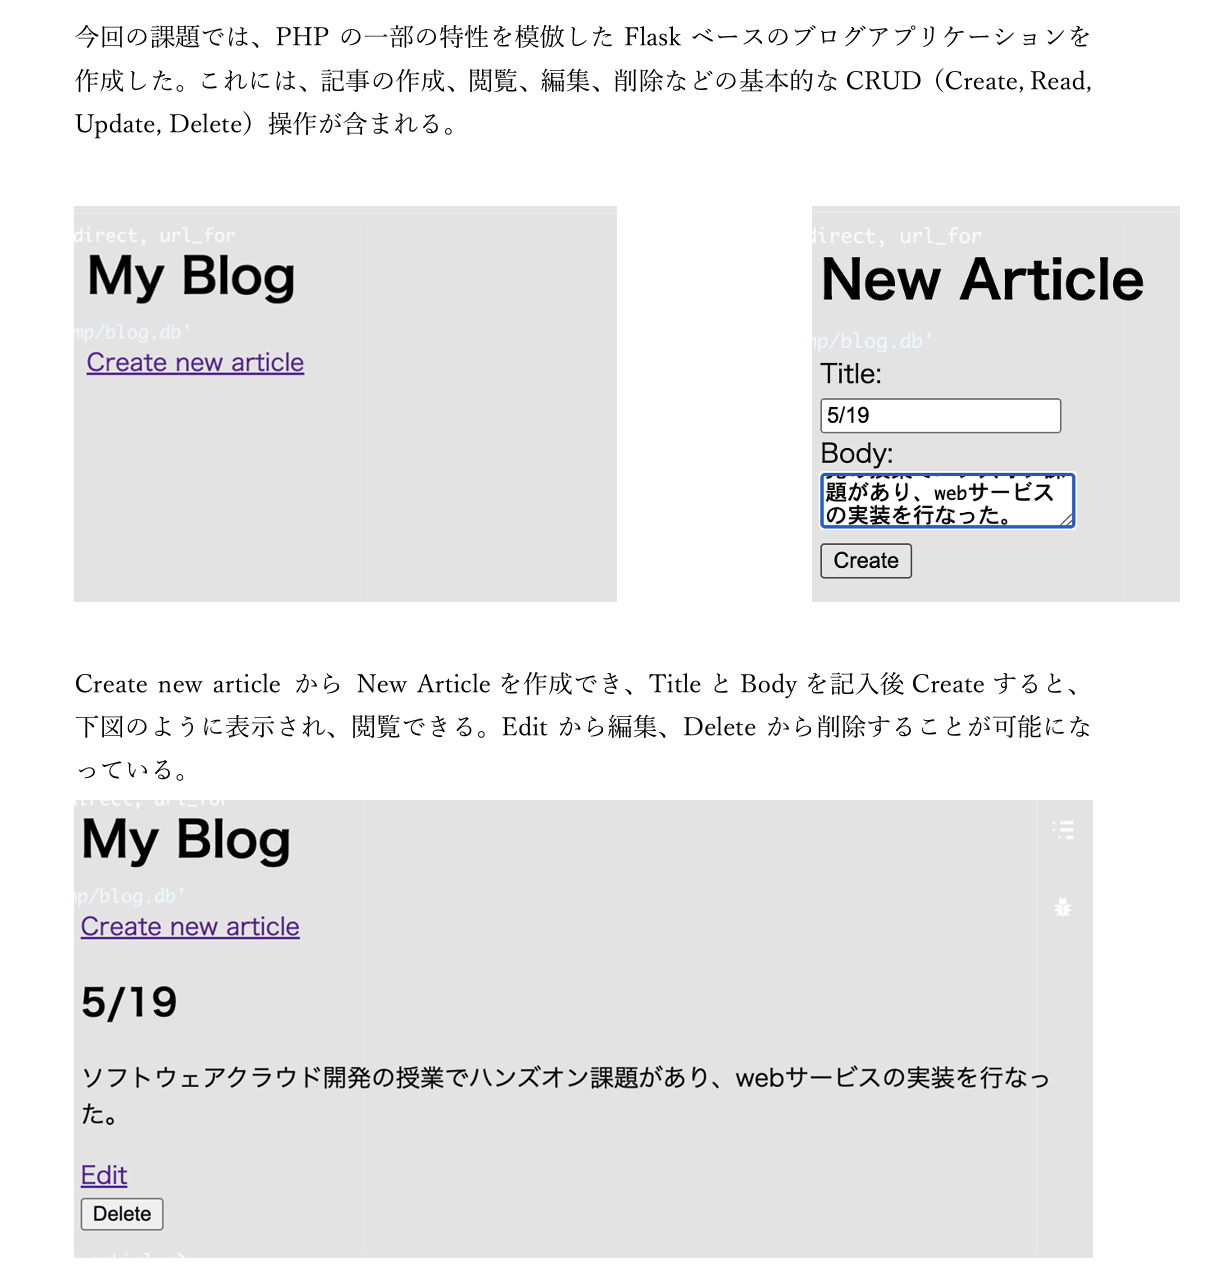 今回の課題では、PHP の一部の特性を模倣した Flask ベースのブログアプリケーションを
作成した。これには、記事の作成、閲覧、編集、削除などの基本的な CRUD（Create, Read,
Update, Delete）操作が含まれる。
direct, url_for
My Blog
mp/blog.db'
Create new article
direct, url_for
New Article
mp/blog.db'
Title:
5/19
Body:
題があり、webサービス
の実装を行なった。
Create
Create new article から New Article を作成でき、Title と Body を記入後 Create すると、
下図のように表示され、閲覧できる。Edit から編集、Delete から削除することが可能にな
っている。
direct, url_for
My Blog
mp/blog.db'
Create new article
5/19
ソフトウェアクラウド開発の授業でハンズオン課題があり、webサービスの実装を行なっ
た。
Edit
Delete